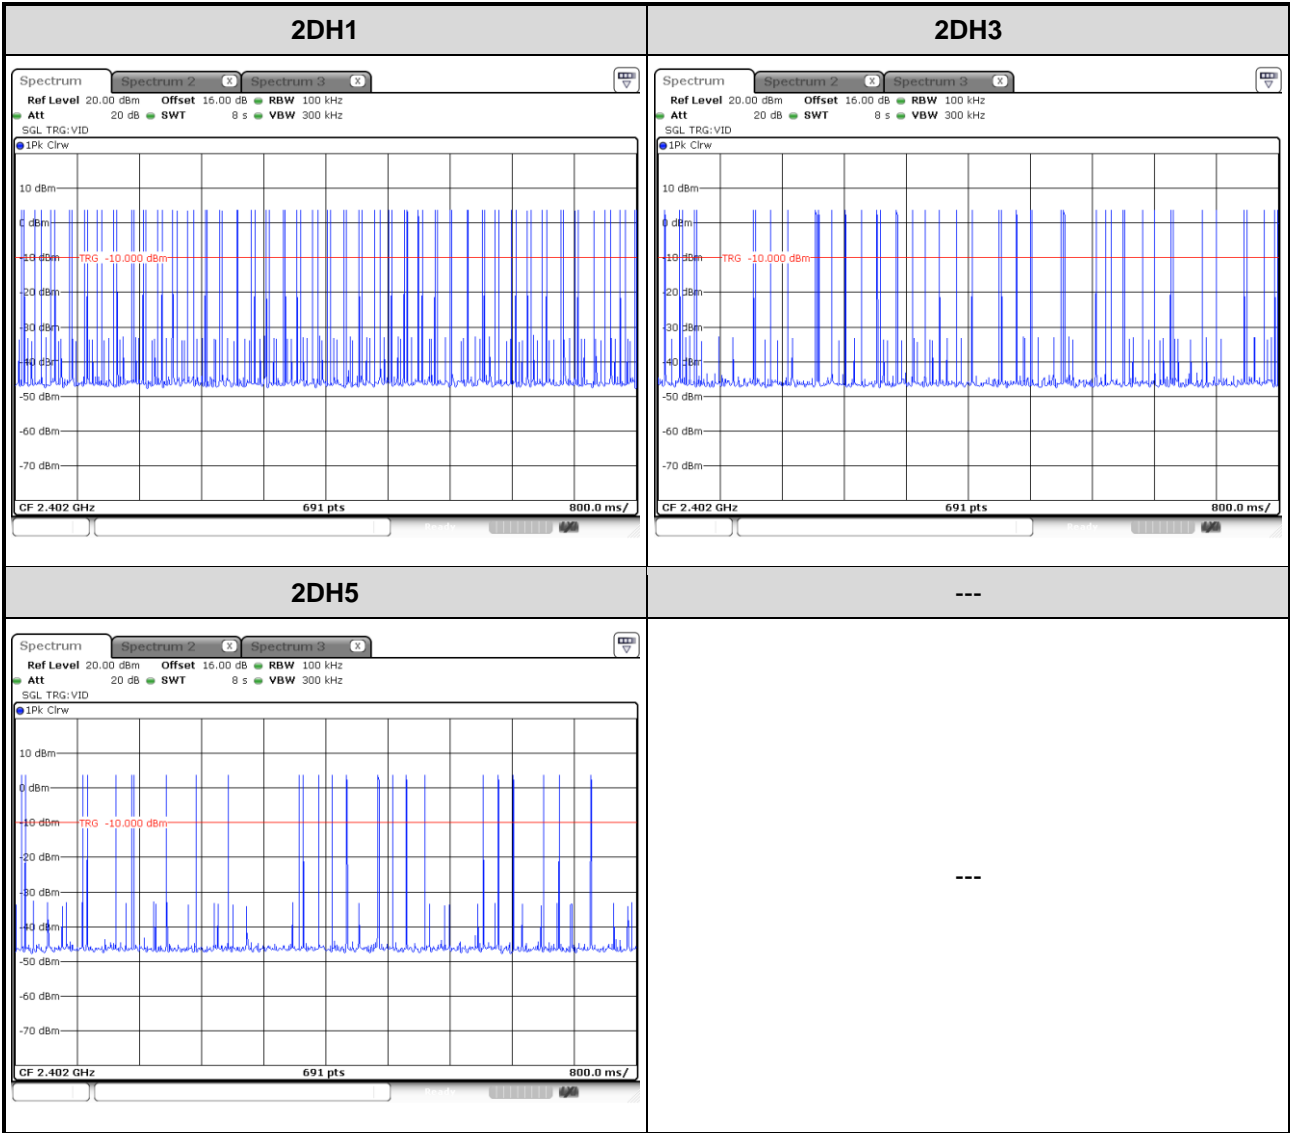 2DH1
2DH3
Spectrum Spectrum 2 X Spectrum 3 X
Ref Level 20.00 dBm Offset 16.00 dB RBW 100 kHz
Att 20 dB SWT 8 s VBW 300 kHz
SGL TRG:VID
1Pk Clrw
10 dBm
0 dBm
-10 dBm
TRG -10.000 dBm
-20 dBm
-30 dBm
-40 dBm
-50 dBm
-60 dBm
-70 dBm
CF 2.402 GHz 691 pts 800.0 ms/
Ready
Spectrum Spectrum 2 X Spectrum 3 X
Ref Level 20.00 dBm Offset 16.00 dB RBW 100 kHz
Att 20 dB SWT 8 s VBW 300 kHz
SGL TRG:VID
1Pk Clrw
10 dBm
0 dBm
-10 dBm
TRG -10.000 dBm
-20 dBm
-30 dBm
-40 dBm
-50 dBm
-60 dBm
-70 dBm
CF 2.402 GHz 691 pts 800.0 ms/
Ready
2DH5
---
Spectrum Spectrum 2 X Spectrum 3 X
Ref Level 20.00 dBm Offset 16.00 dB RBW 100 kHz
Att 20 dB SWT 8 s VBW 300 kHz
SGL TRG:VID
1Pk Clrw
10 dBm
0 dBm
-10 dBm
TRG -10.000 dBm
-20 dBm
-30 dBm
-40 dBm
-50 dBm
-60 dBm
-70 dBm
CF 2.402 GHz 691 pts 800.0 ms/
Ready
---